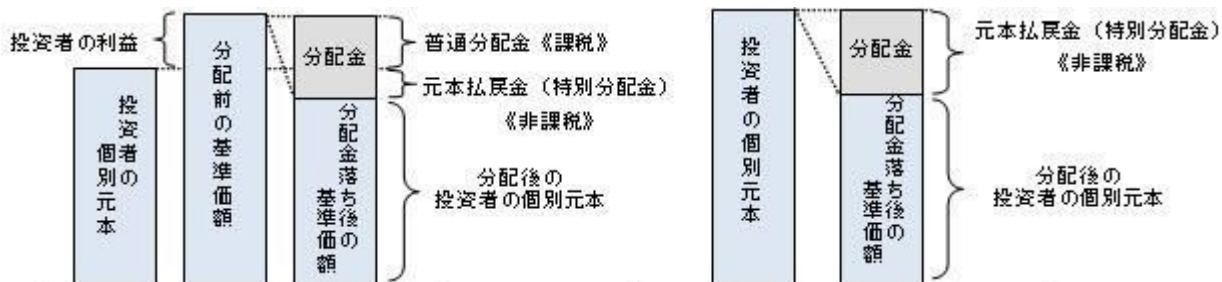 投資者の利益
投資者の
個別元本
分配前の基準価額
分配金
普通分配金《課税》
元本払戻金（特別分配金）
《非課税》
分配金落ち後の
基準価額
分配後の
投資者の個別元本
投資者の個別元本
分配金
元本払戻金（特別分配金）
《非課税》
分配金落ち後の
基準価額
分配後の
投資者の個別元本